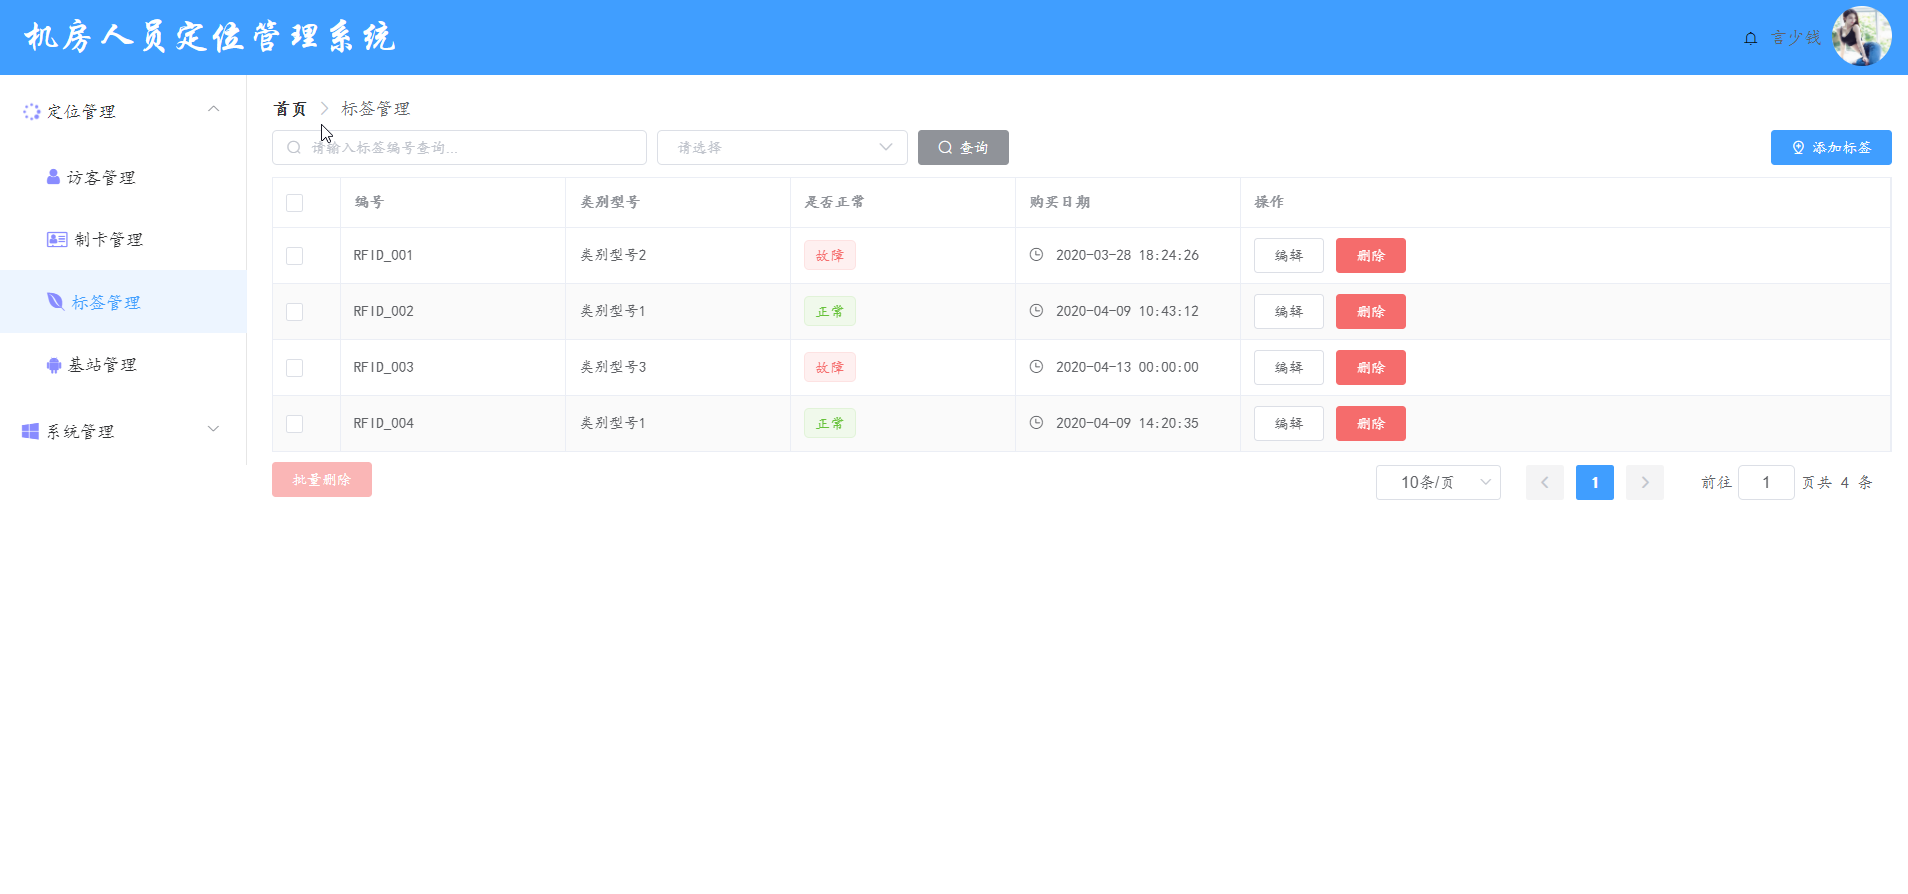 机房人员定位管理系统
言少钱
定位管理
访客管理
制卡管理
标签管理
基站管理
系统管理
首页 标签管理
请输入标签编号查询... 请选择 查询 添加标签
编号 类别型号 是否正常 购买日期 操作
RFID_001 类别型号2 故障 2020-03-28 18:24:26 编辑 删除
RFID_002 类别型号1 正常 2020-04-09 10:43:12 编辑 删除
RFID_003 类别型号3 故障 2020-04-13 00:00:00 编辑 删除
RFID_004 类别型号1 正常 2020-04-09 14:20:35 编辑 删除
批量删除 10条/页 1 前往 1 页共 4 条